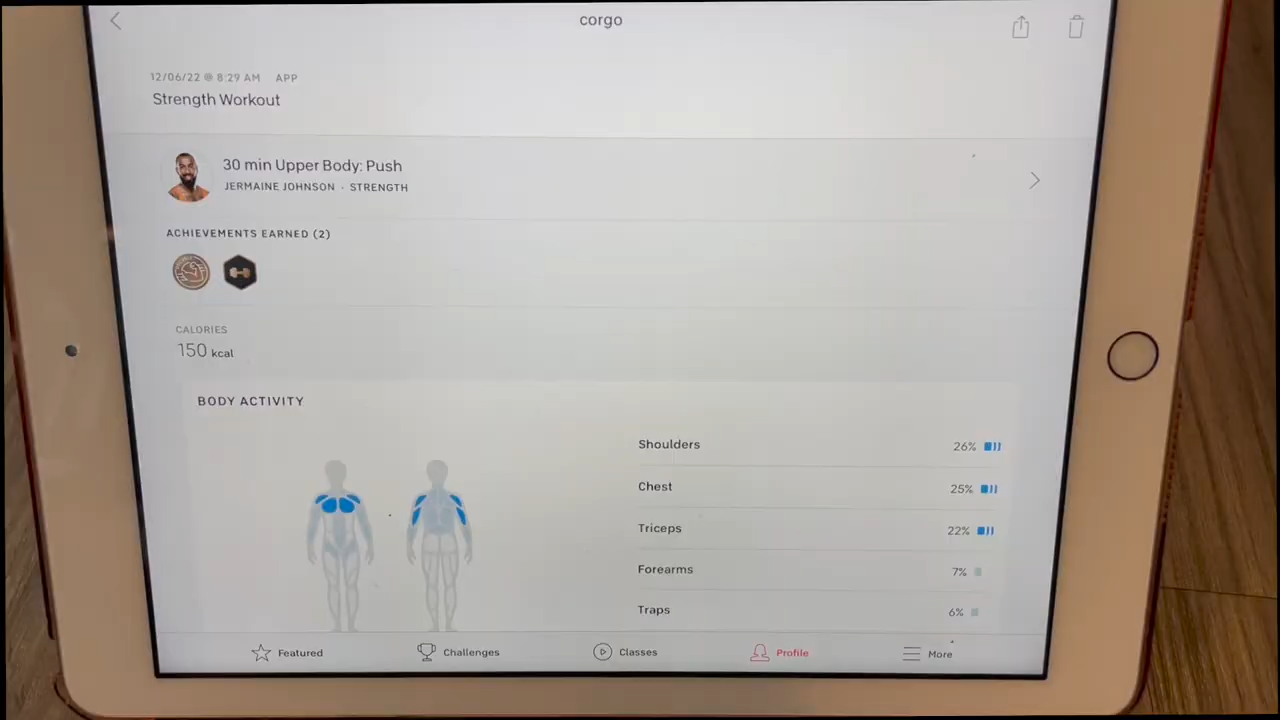 corgo
12/06/22 @ 8:29 AM APP
Strength Workout
30 min Upper Body: Push
JERMAINE JOHNSON · STRENGTH
ACHIEVEMENTS EARNED (2)
CALORIES
150 kcal
BODY ACTIVITY
Shoulders 26%
Chest 25%
Triceps 22%
Forearms 7%
Traps 6%
Featured Challenges Classes Profile More